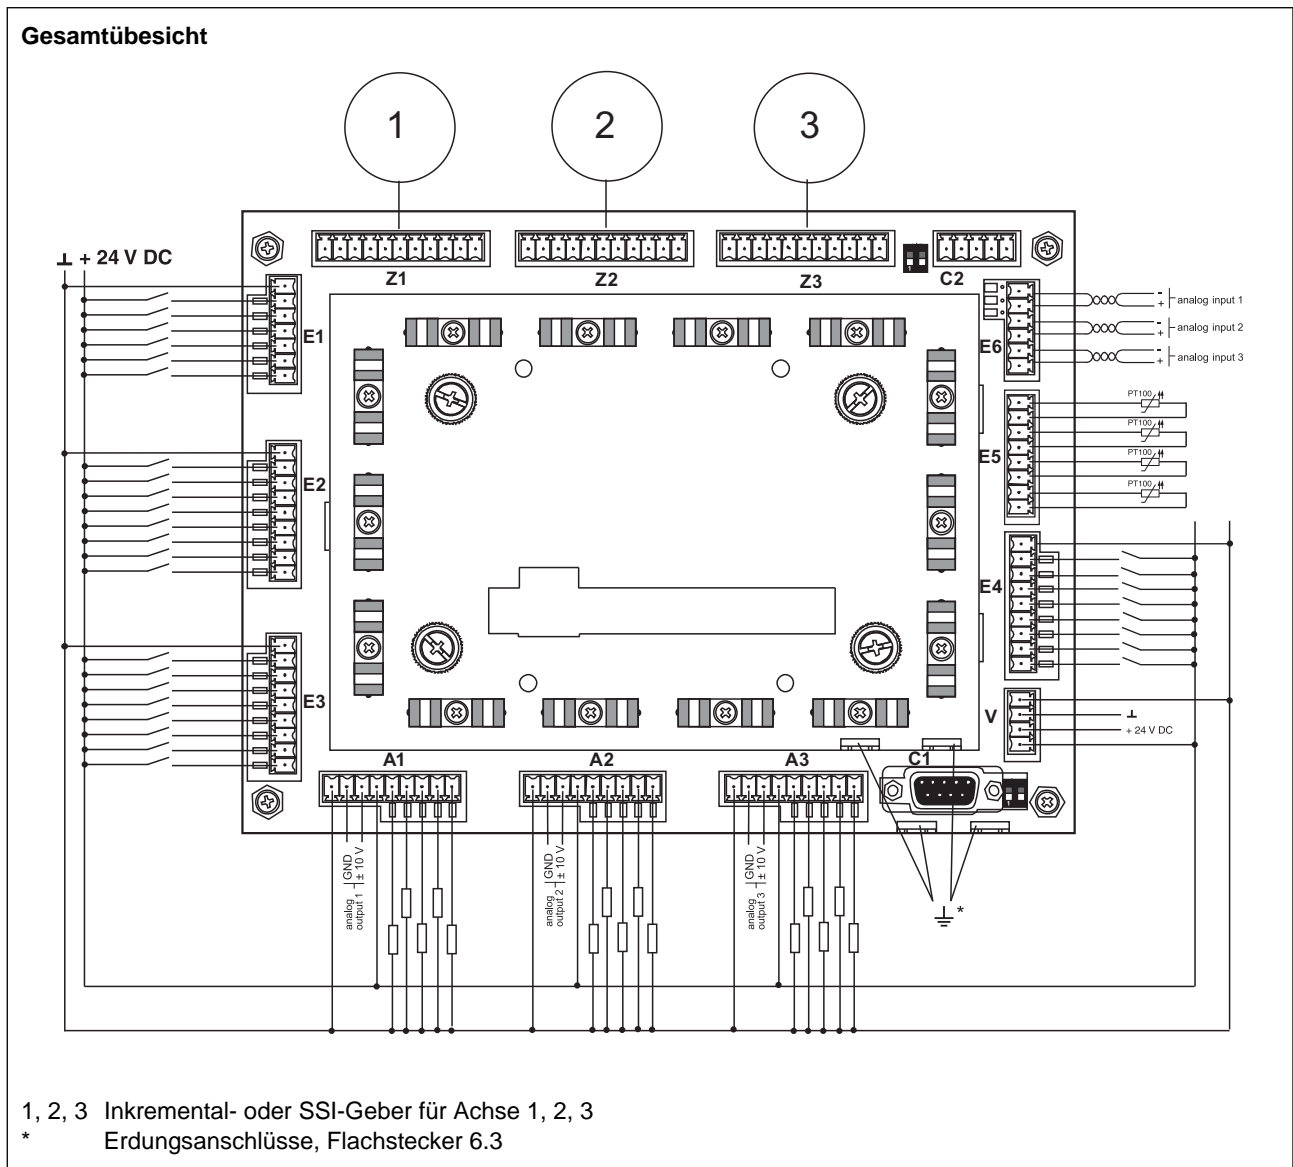 Gesamtübesicht
1 2 3
⊥ + 24 V DC
Z1 Z2 Z3 C2
E1
E2
E3
E6
- analog input 1
+
- analog input 2
+
- analog input 3
+
E5
PT100
PT100
PT100
PT100
E4
V
⊥
+ 24 V DC
A1 A2 A3 C1
analog output 1
GND
± 10 V
analog output 2
GND
± 10 V
analog output 3
GND
± 10 V
*
1, 2, 3 Inkremental- oder SSI-Geber für Achse 1, 2, 3
* Erdungsanschlüsse, Flachstecker 6.3